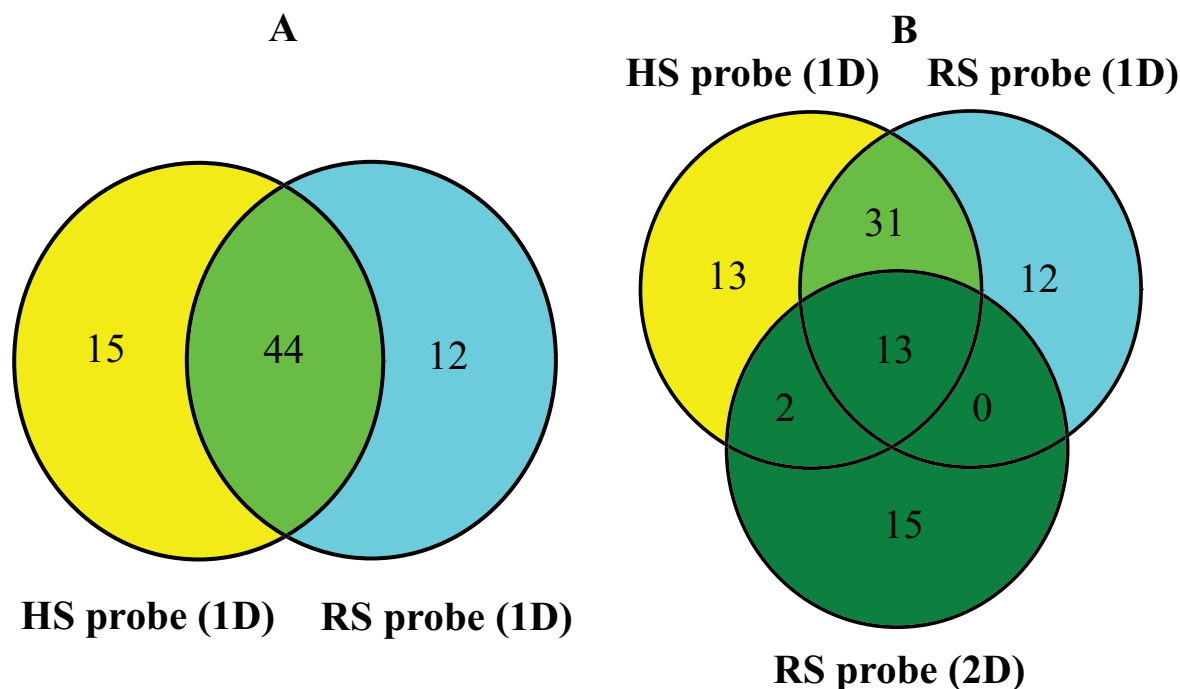 A
15
44
12
HS probe (1D)
RS probe (1D)
B
HS probe (1D)
RS probe (1D)
31
13
12
13
2
0
15
RS probe (2D)